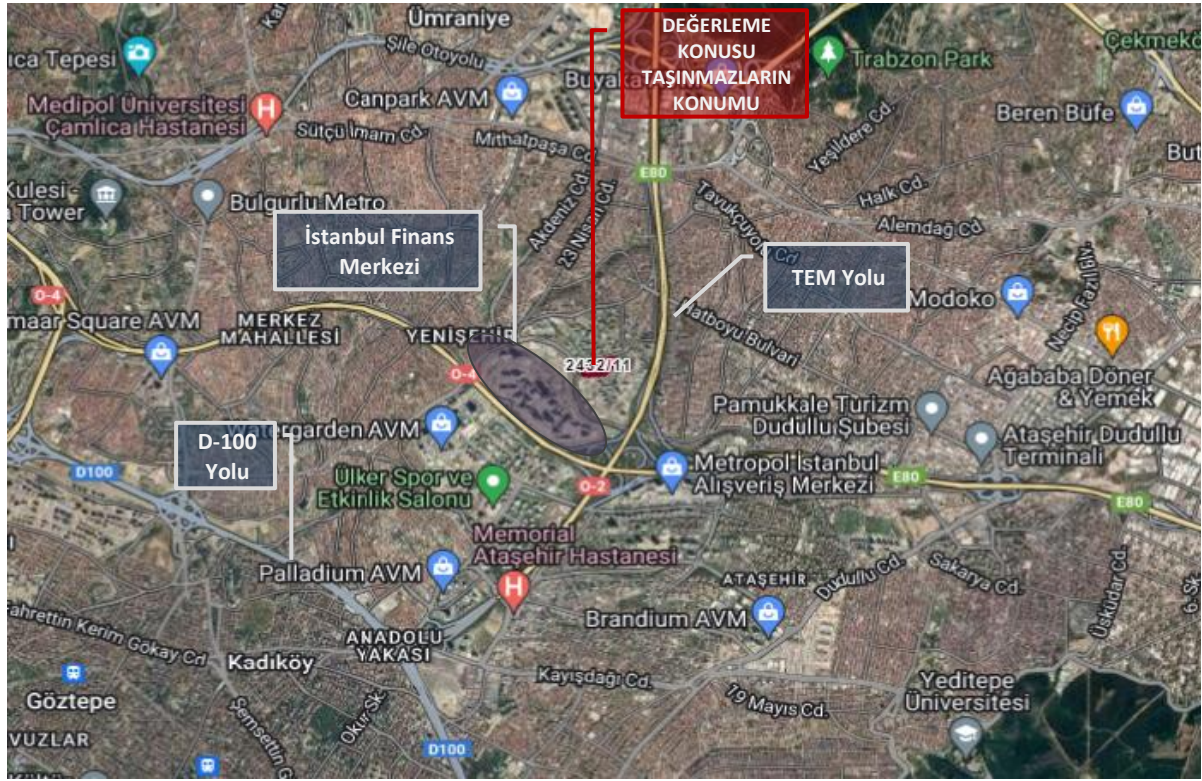 Ümraniye
DEĞERLEME
KONUSU
TAŞINMAZLARIN
KONUMU
Şile Otoyolu
ıca Tepesi
Trabzon Park
Çekmekö
Buyaka
Medipol Üniversitesi
Çamlıca Hastanesi
Canpark AVM
Beren Büfe
Sütçü İmam Cd.
Mithatpaşa Cd.
Yeşildere Cd.
But
E80
Kulesi -
a Tower
Bulgurlu Metro
Halk Cd.
Alemdağ Cd.
Tavukçuyolu Cd.
Akdeniz Cd.
23 Nisan Cd.
İstanbul Finans
Merkezi
TEM Yolu
Modoko
Necip Fazıl Blv.
O-4
maar Square AVM
MERKEZ
MAHALLESİ
YENİŞEHİR
Hatboyu Bulvarı
2432/11
O-4
Ağababa Döner
& Yemek
Watergarden AVM
Pamukkale Turizm
Dudullu Şubesi
D-100
Yolu
Ataşehir Dudullu
Terminali
D100
Ülker Spor ve
Etkinlik Salonu
Metropol İstanbul
Alışveriş Merkezi
O-2
E80
E80
Memorial
Ataşehir Hastanesi
Palladium AVM
ATAŞEHİR
Dudullu Cd.
Sakarya Cd.
Üsküdar Cd.
Brandium AVM
Fahrettin Kerim Gökay Cd.
ANADOLU
YAKASI
Kadıköy
Kayışdağı Cd.
Göztepe
Okur Sk.
19 Mayıs Cd.
Yeditepe
Üniversitesi
VUZLAR
D100